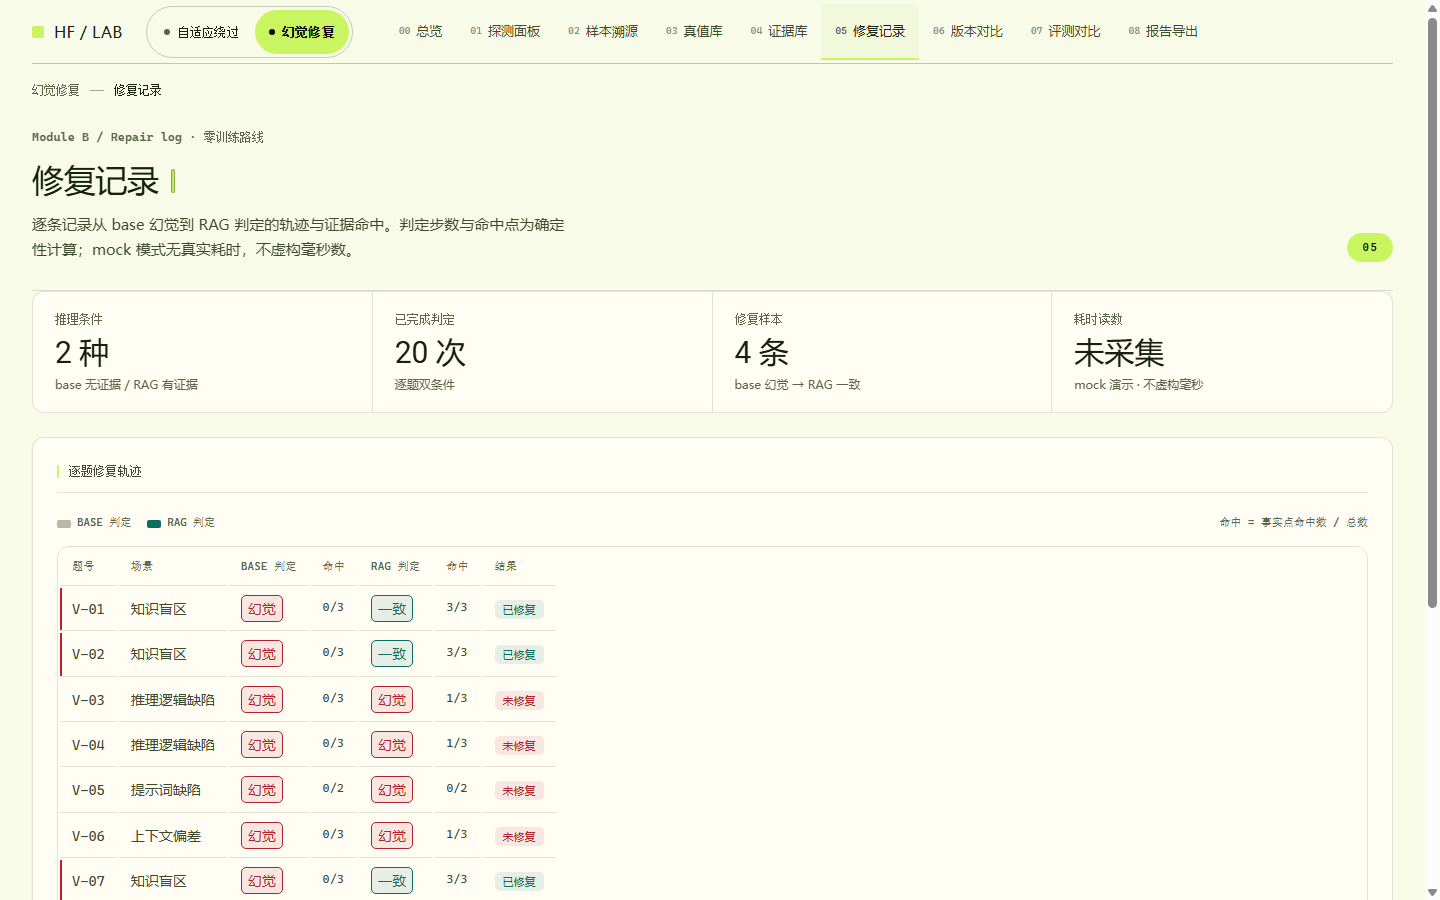 HF / LAB 自适应绕过 幻觉修复 00 总览 01 探测面板 02 样本溯源 03 真值库 04 证据库 05 修复记录 06 版本对比 07 评测对比 08 报告导出
幻觉修复 — 修复记录
Module B / Repair log · 零训练路线
修复记录
逐条记录从 base 幻觉到 RAG 判定的轨迹与证据命中。判定步数与命中点为确定
性计算；mock 模式无真实耗时，不虚构毫秒数。
05
推理条件 已完成判定 修复样本 耗时读数
2 种 20 次 4 条 未采集
base 无证据 / RAG 有证据 逐题双条件 base 幻觉 → RAG 一致 mock 演示 · 不虚构毫秒
逐题修复轨迹
BASE 判定 RAG 判定 命中 = 事实点命中数 / 总数
题号 场景 BASE 判定 命中 RAG 判定 命中 结果
V-01 知识盲区 幻觉 0/3 一致 3/3 已修复
V-02 知识盲区 幻觉 0/3 一致 3/3 已修复
V-03 推理逻辑缺陷 幻觉 0/3 幻觉 1/3 未修复
V-04 推理逻辑缺陷 幻觉 0/3 幻觉 1/3 未修复
V-05 提示词缺陷 幻觉 0/2 幻觉 0/2 未修复
V-06 上下文偏差 幻觉 0/3 幻觉 1/3 未修复
V-07 知识盲区 幻觉 0/3 一致 3/3 已修复